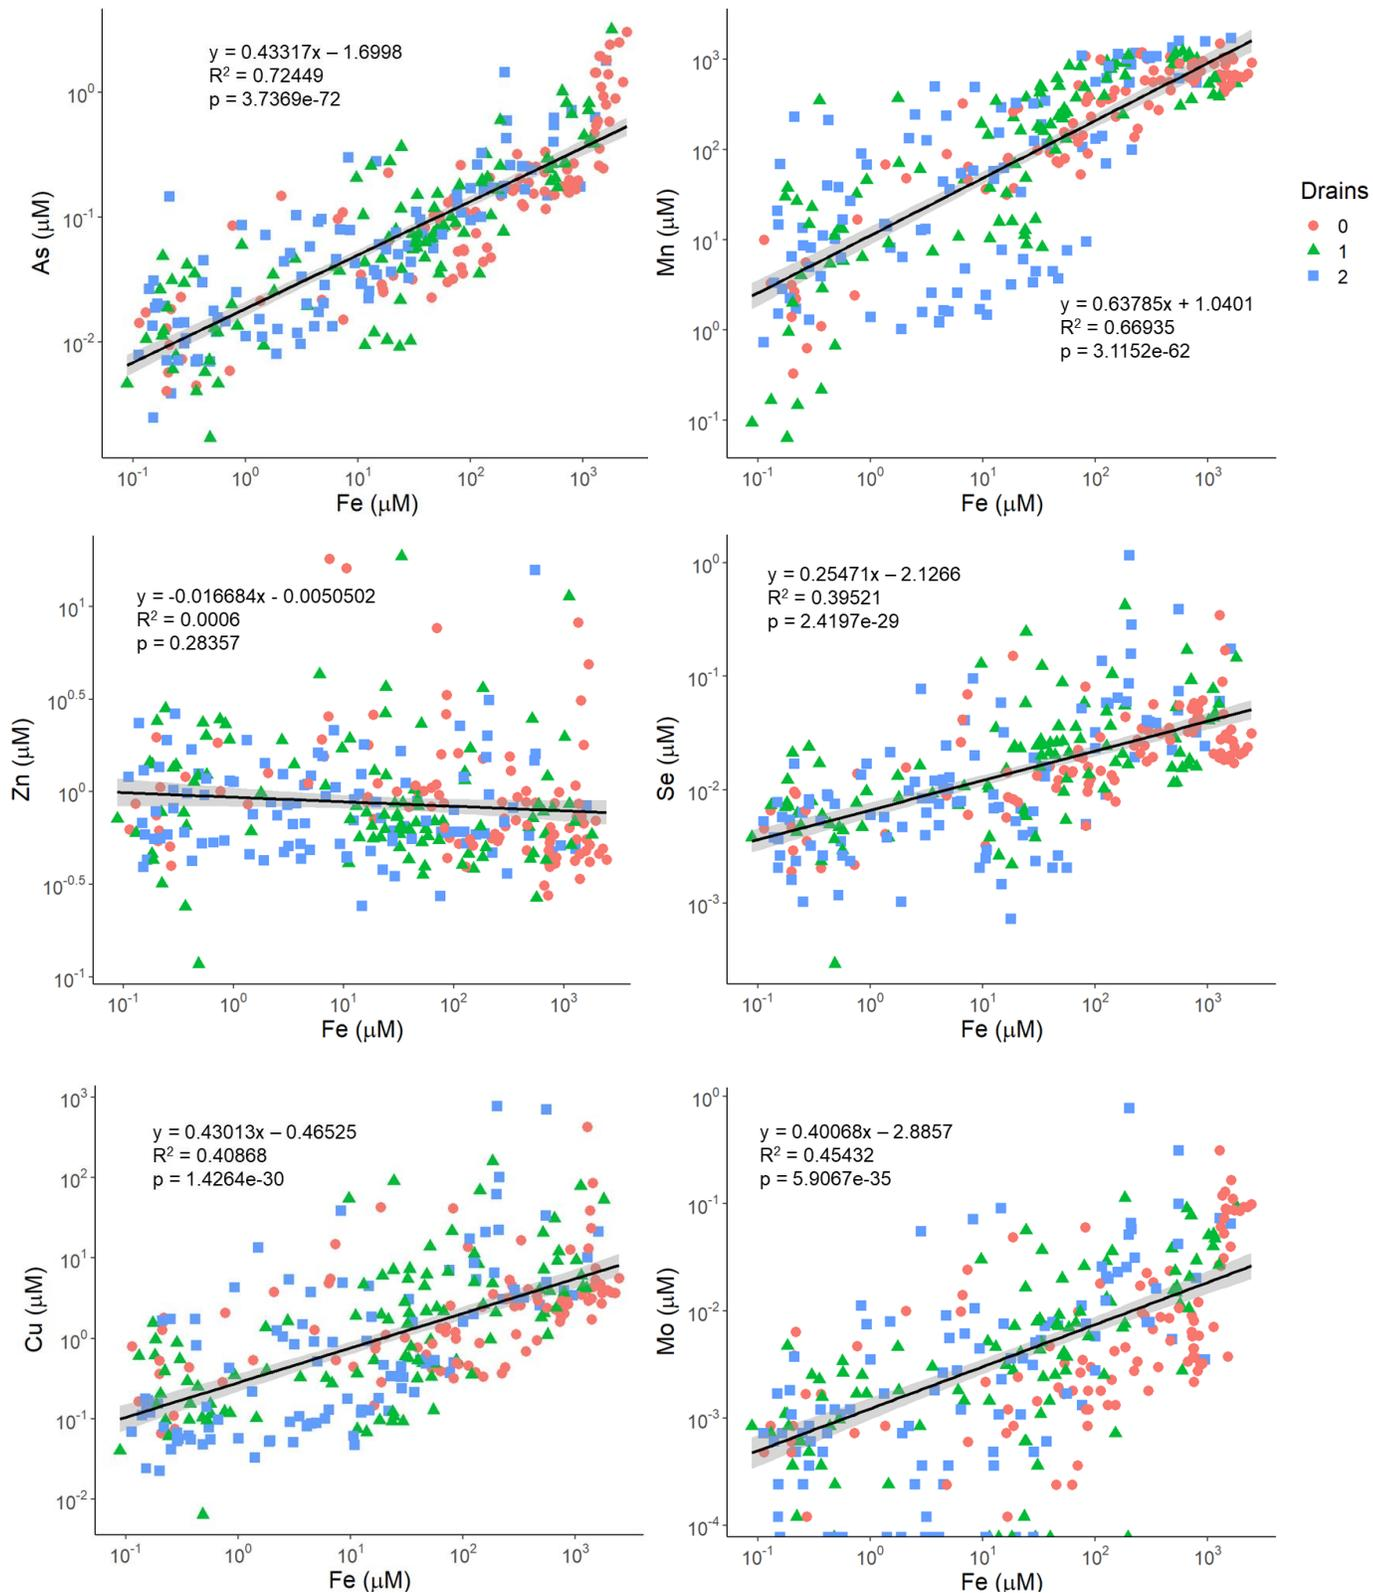 y = 0.43317x – 1.6998
R² = 0.72449
p = 3.7369e-72
10⁰
10⁻¹
10⁻²
As (μM)
10⁻¹ 10⁰ 10¹ 10² 10³
Fe (μM)
10³
10²
10¹
10⁰
10⁻¹
Mn (μM)
y = 0.63785x + 1.0401
R² = 0.66935
p = 3.1152e-62
10⁻¹ 10⁰ 10¹ 10² 10³
Fe (μM)
Drains
0
1
2
y = -0.016684x - 0.0050502
R² = 0.0006
p = 0.28357
10¹
10⁰·⁵
10⁰
10⁻⁰·⁵
10⁻¹
Zn (μM)
10⁻¹ 10⁰ 10¹ 10² 10³
Fe (μM)
y = 0.25471x – 2.1266
R² = 0.39521
p = 2.4197e-29
10⁰
10⁻¹
10⁻²
10⁻³
Se (μM)
10⁻¹ 10⁰ 10¹ 10² 10³
Fe (μM)
y = 0.43013x – 0.46525
R² = 0.40868
p = 1.4264e-30
10³
10²
10¹
10⁰
10⁻¹
10⁻²
Cu (μM)
10⁻¹ 10⁰ 10¹ 10² 10³
Fe (μM)
y = 0.40068x – 2.8857
R² = 0.45432
p = 5.9067e-35
10⁰
10⁻¹
10⁻²
10⁻³
10⁻⁴
Mo (μM)
10⁻¹ 10⁰ 10¹ 10² 10³
Fe (μM)